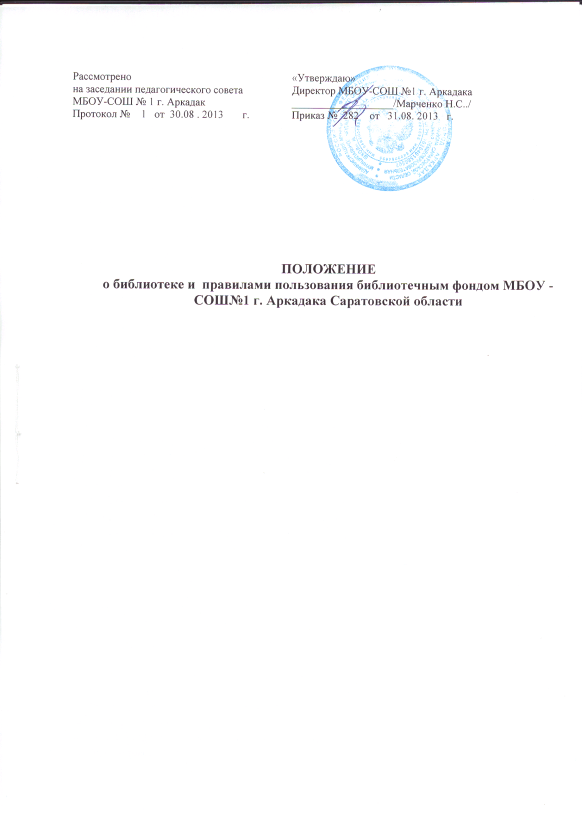 Рассмотрено
на заседании педагогического совета
МБОУ-СОШ № 1 г. Аркадак
Протокол № 1 от 30.08 . 2013 г.
«Утверждаю»
Директор МБОУ-СОШ №1 г. Аркадака
____________________/Марченко Н.С../
Приказ № 282 от 31.08. 2013 г.
ПОЛОЖЕНИЕ
о библиотеке и правилами пользования библиотечным фондом МБОУ -
СОШ№1 г. Аркадака Саратовской области